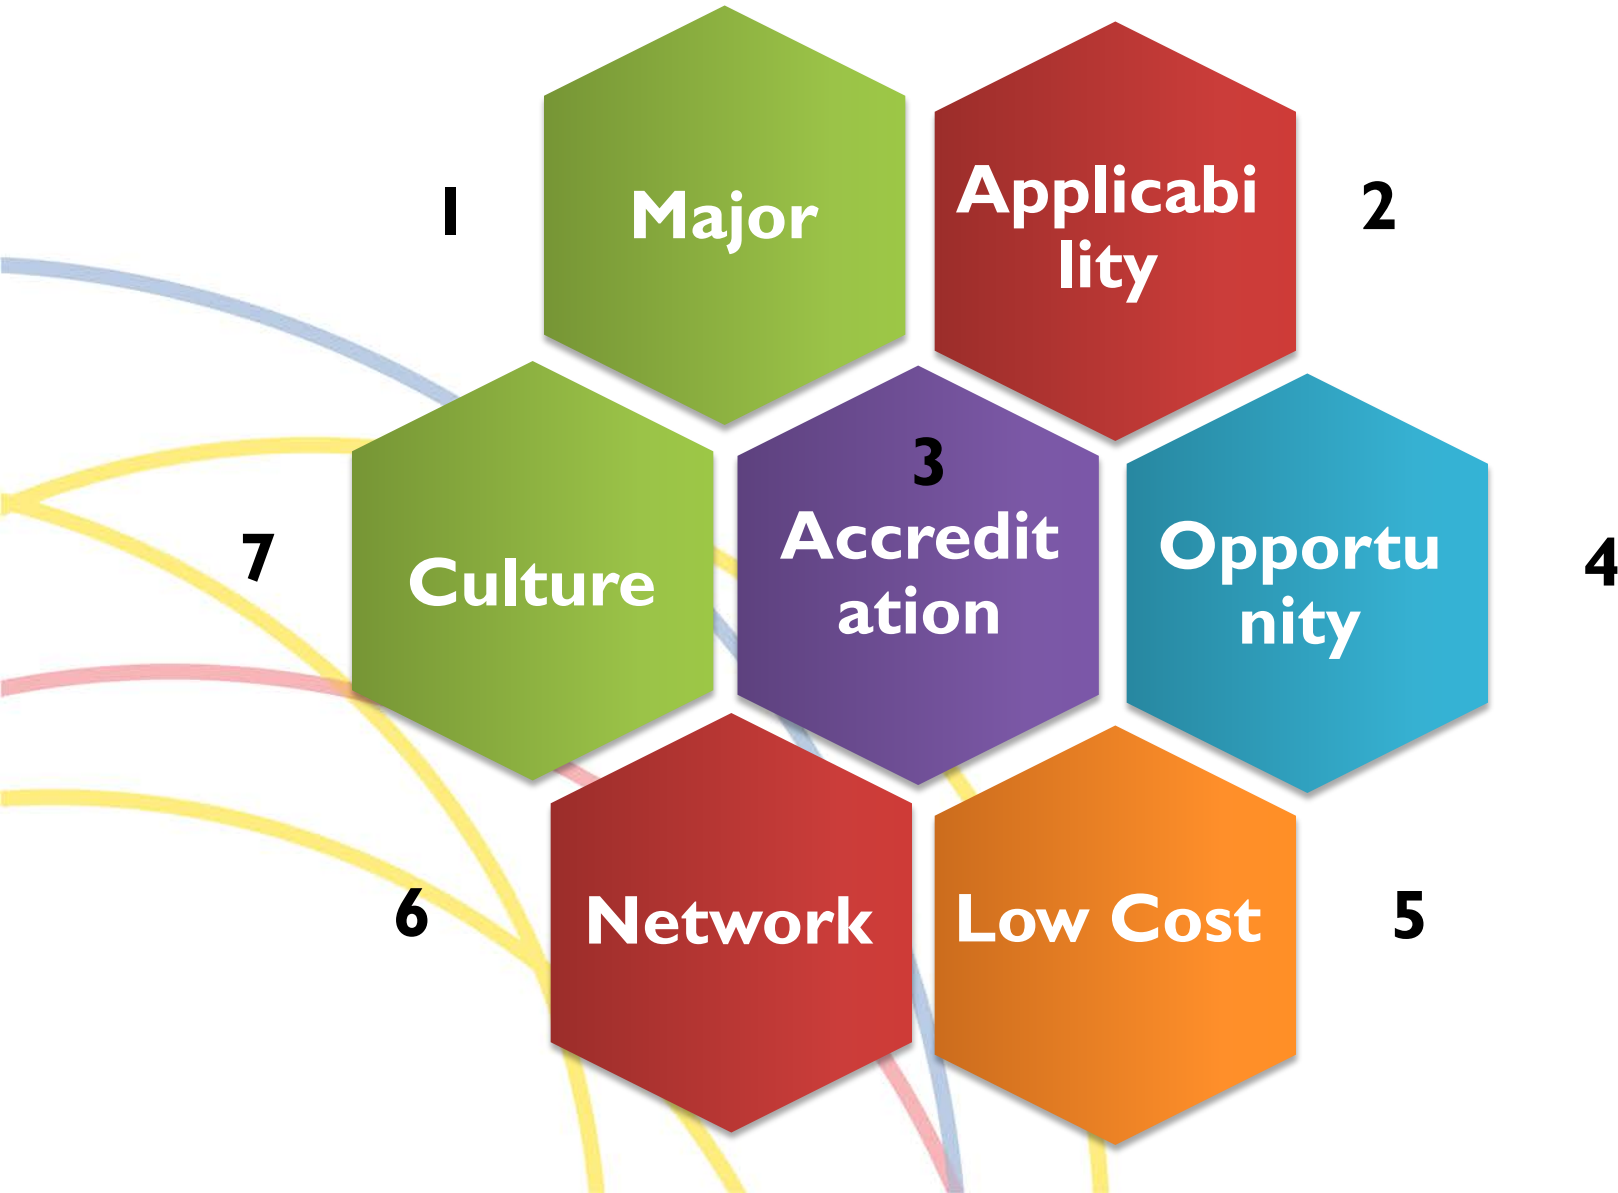 1
Major
Applicabi
lity
2
7
Culture
3
Accredit
ation
Opportu
nity
4
6
Network
Low Cost
5